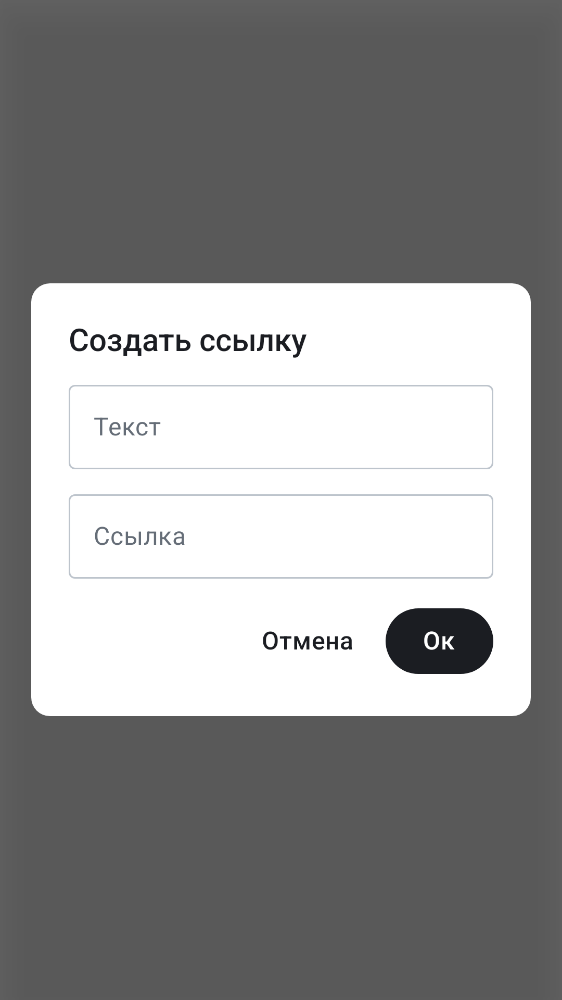 Создать ссылку
Текст
Ссылка
Отмена
Ок